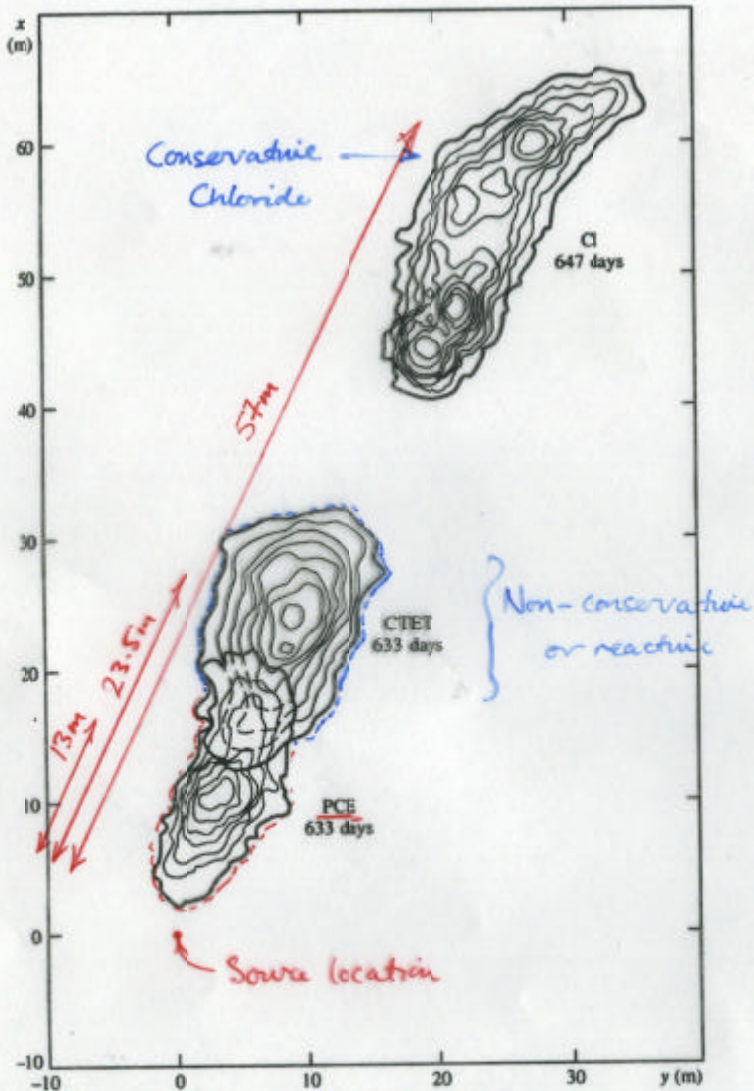 x
(m)
60
50
40
30
20
10
0
-10
-10
0
10
20
30
y (m)
Conservative
Chloride
Cl
647 days
57m
CTET
633 days
Non-conservative
or reactive
23.5m
13m
PCE
633 days
Source location